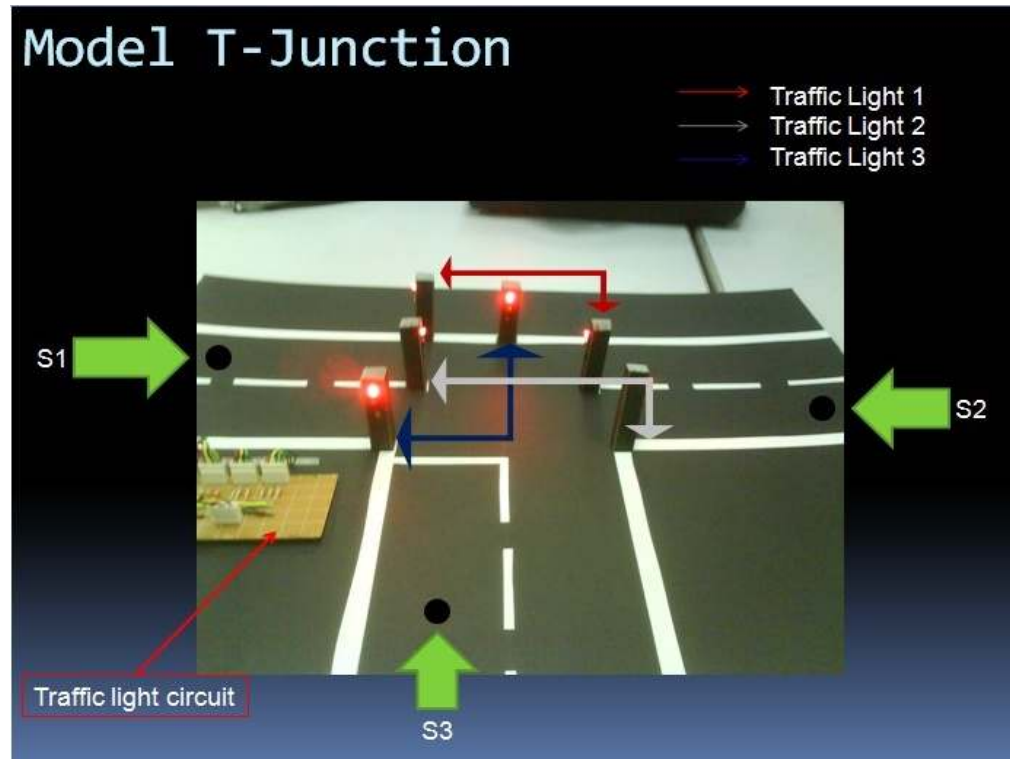 Model T-Junction
Traffic Light 1
Traffic Light 2
Traffic Light 3
S1
S2
Traffic light circuit
S3